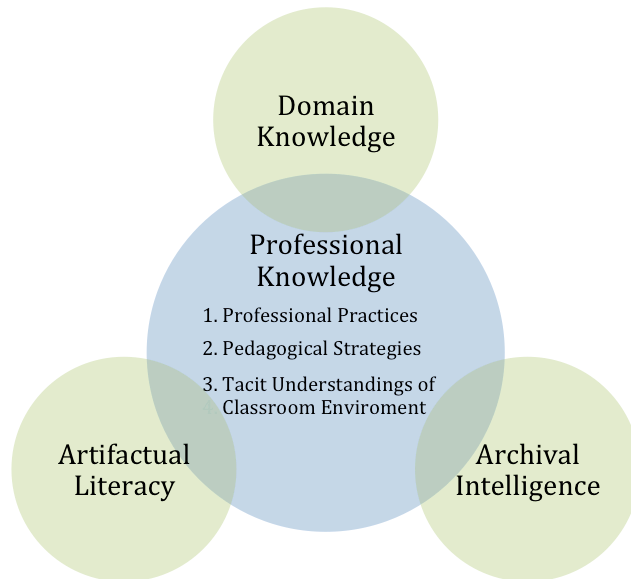 Domain
Knowledge
Professional
Knowledge
1. Professional Practices
2. Pedagogical Strategies
3. Tacit Understandings of
4. Classroom Enviroment
Artifactual
Literacy
Archival
Intelligence